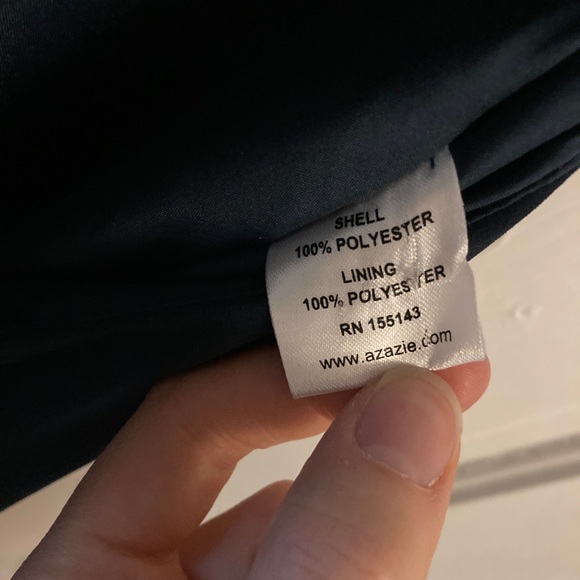 SHELL
100% POLYESTER
LINING
100% POLYESTER
RN 155143
www.azazie.com